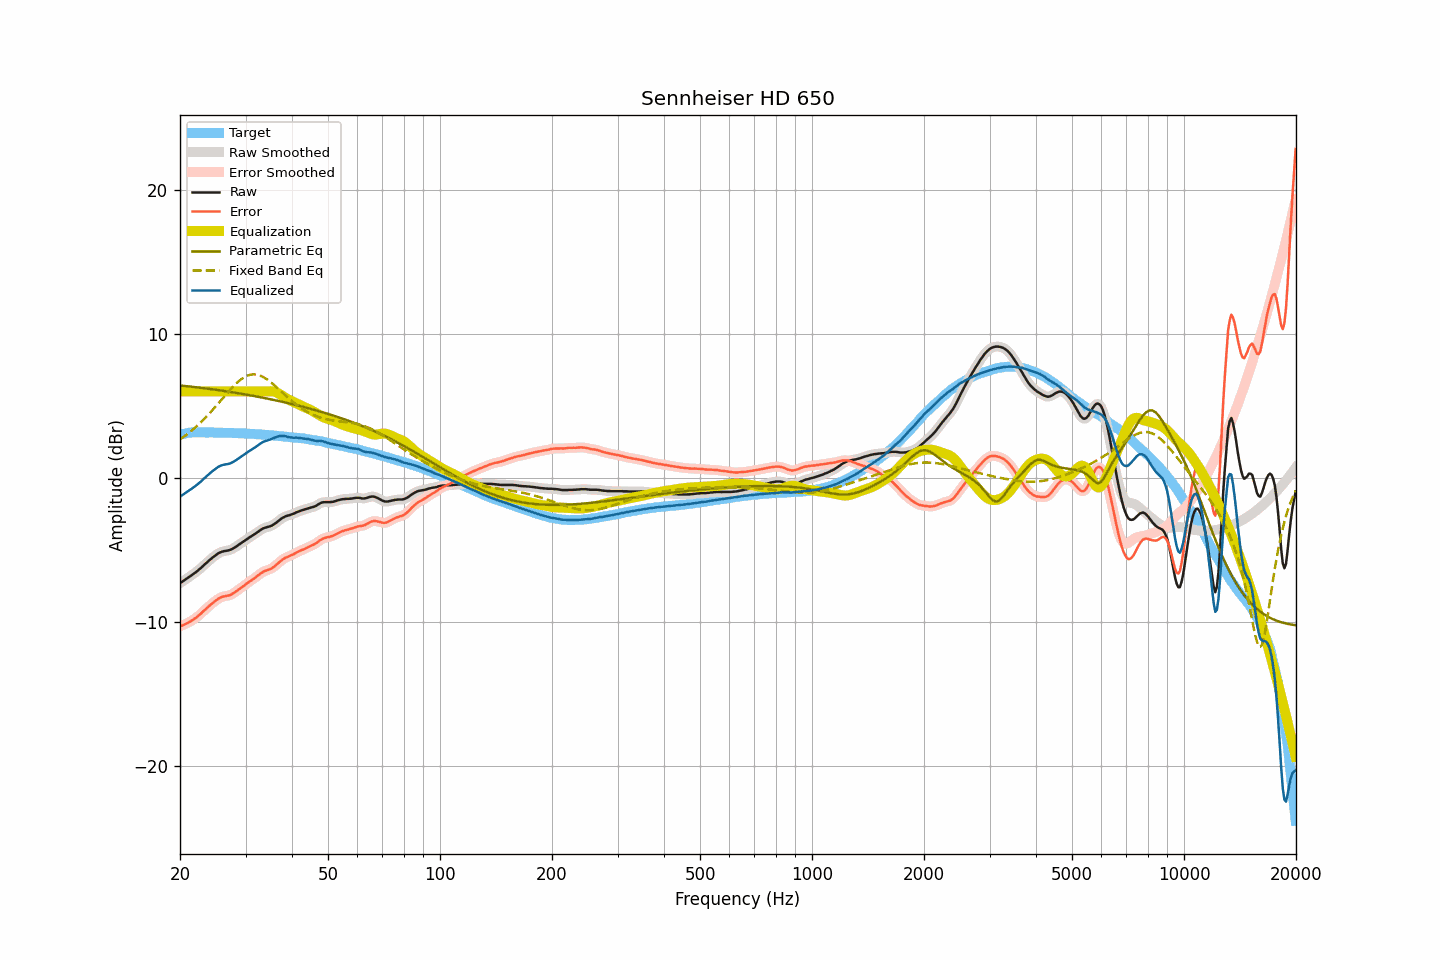 Sennheiser HD 650
Target
Raw Smoothed
Error Smoothed
Raw
Error
Equalization
Parametric Eq
Fixed Band Eq
Equalized
20
10
0
−10
−20
Amplitude (dBr)
20 50 100 200 500 1000 2000 5000 10000 20000
Frequency (Hz)